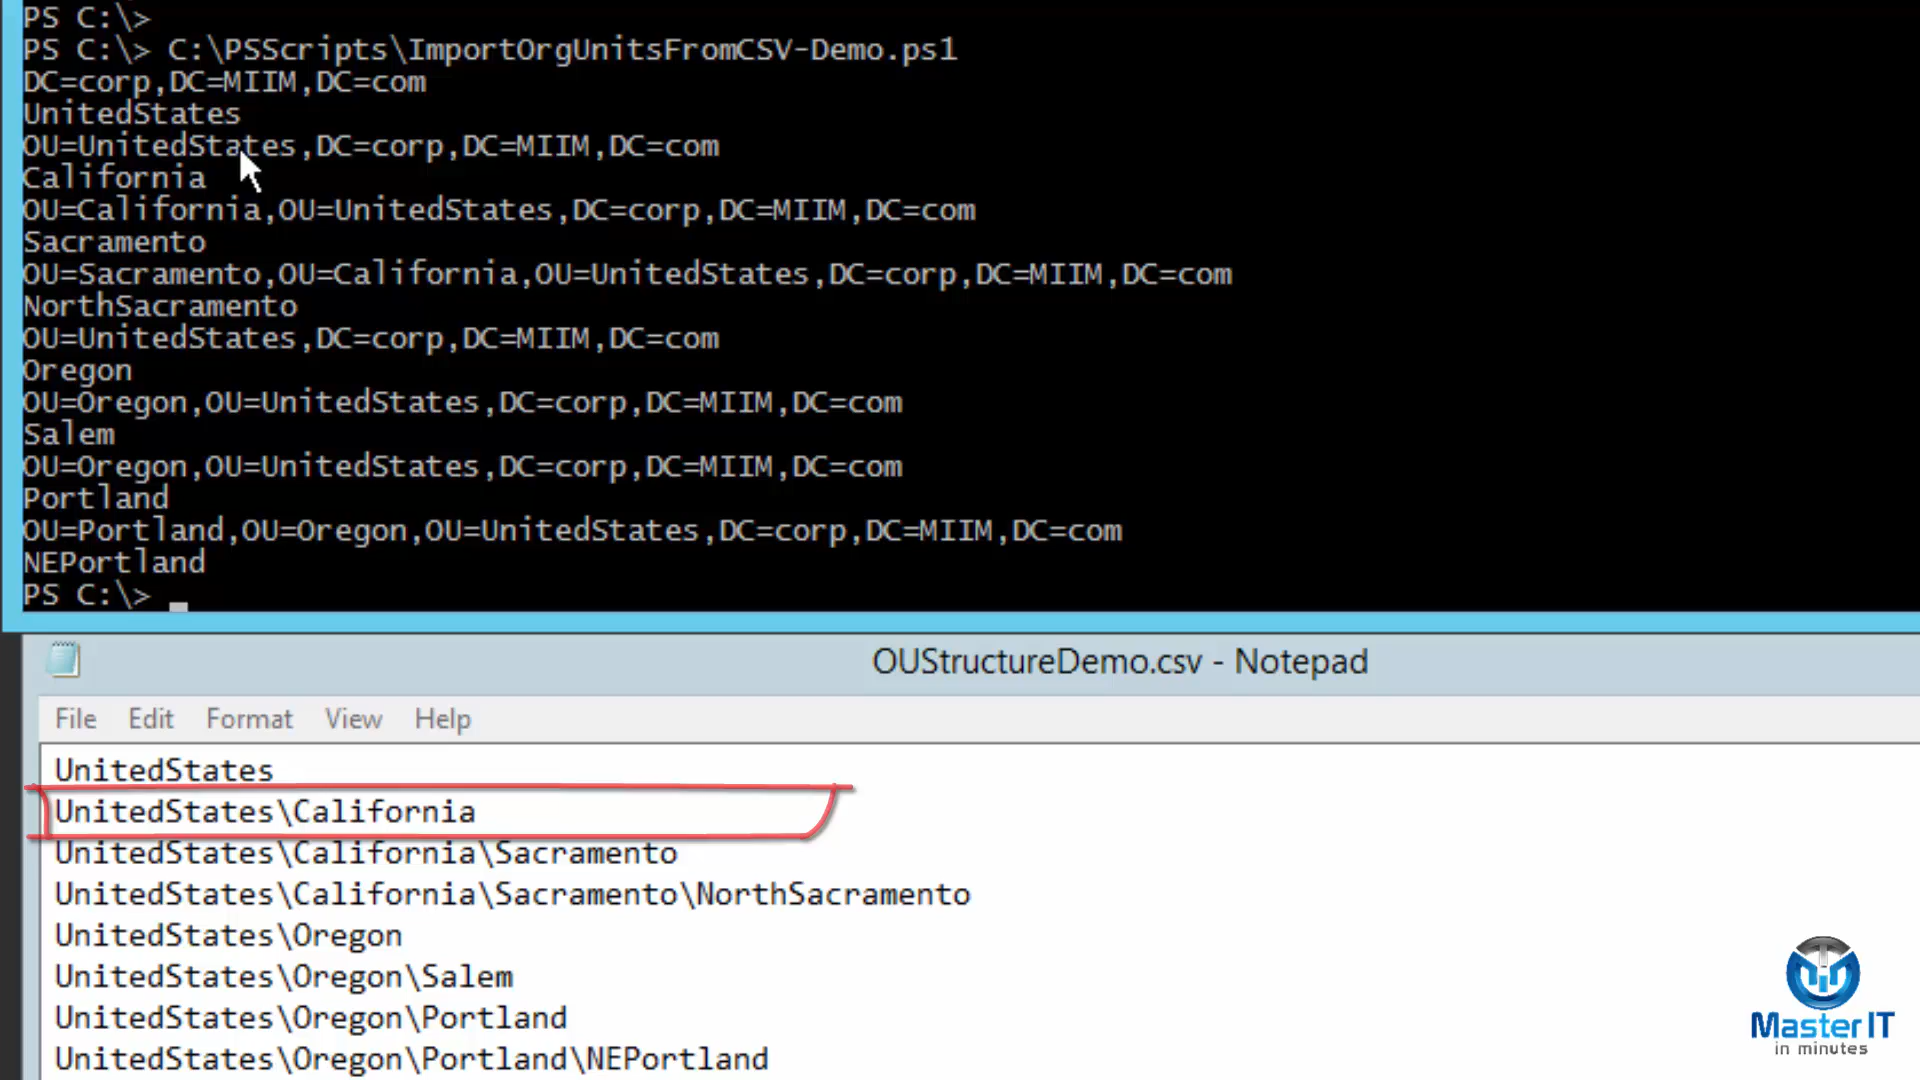 PS C:\>
PS C:\> C:\PSScripts\ImportOrgUnitsFromCSV-Demo.ps1
DC=corp,DC=MIIM,DC=com
UnitedStates
OU=UnitedStates,DC=corp,DC=MIIM,DC=com
California
OU=California,OU=UnitedStates,DC=corp,DC=MIIM,DC=com
Sacramento
OU=Sacramento,OU=California,OU=UnitedStates,DC=corp,DC=MIIM,DC=com
NorthSacramento
OU=UnitedStates,DC=corp,DC=MIIM,DC=com
Oregon
OU=Oregon,OU=UnitedStates,DC=corp,DC=MIIM,DC=com
Salem
OU=Oregon,OU=UnitedStates,DC=corp,DC=MIIM,DC=com
Portland
OU=Portland,OU=Oregon,OU=UnitedStates,DC=corp,DC=MIIM,DC=com
NEPortland
PS C:\>
OUStructureDemo.csv - Notepad
File Edit Format View Help
UnitedStates
UnitedStates\California
UnitedStates\California\Sacramento
UnitedStates\California\Sacramento\NorthSacramento
UnitedStates\Oregon
UnitedStates\Oregon\Salem
UnitedStates\Oregon\Portland
UnitedStates\Oregon\Portland\NEPortland
Master IT
in minutes